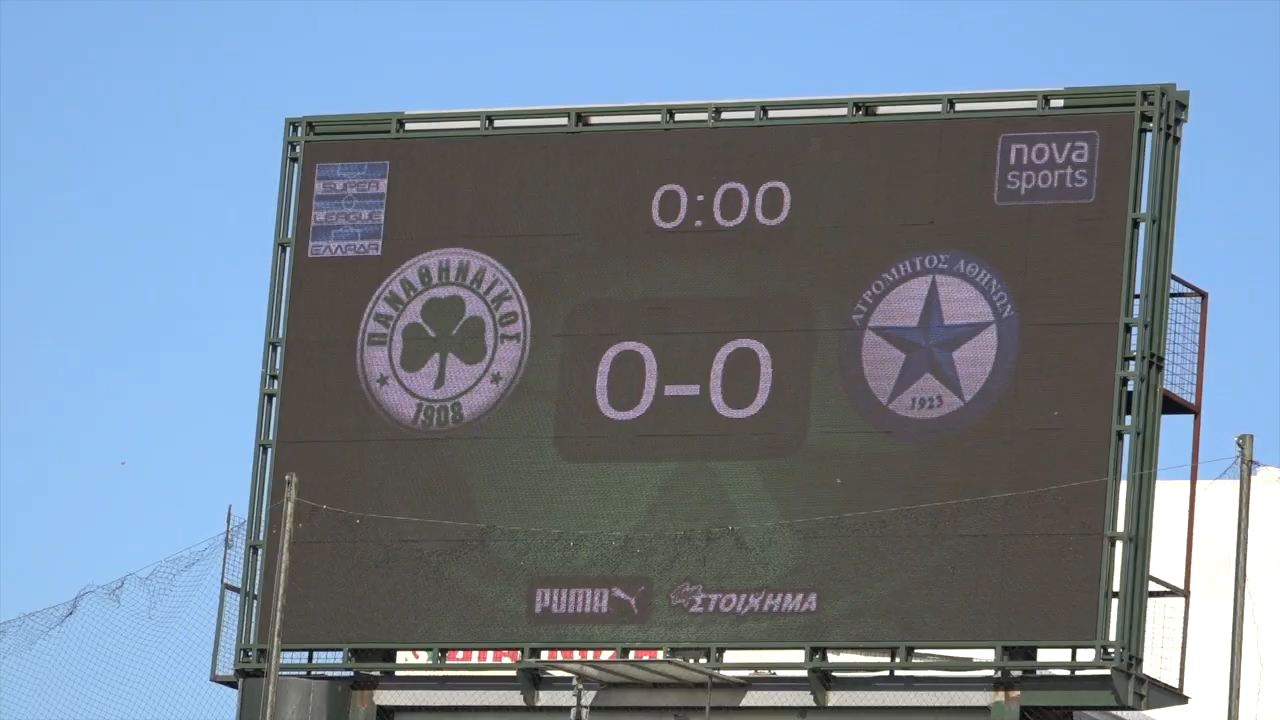 SUPER
LEAGUE
ΕΛΛΑΔΑ
0:00
nova
sports
ΠΑΝΑΘΗΝΑΪΚΟΣ
1908
0-0
ΑΤΡΟΜΗΤΟΣ ΑΘΗΝΩΝ
1923
PUMA
ΣΤΟΙΧΗΜΑ